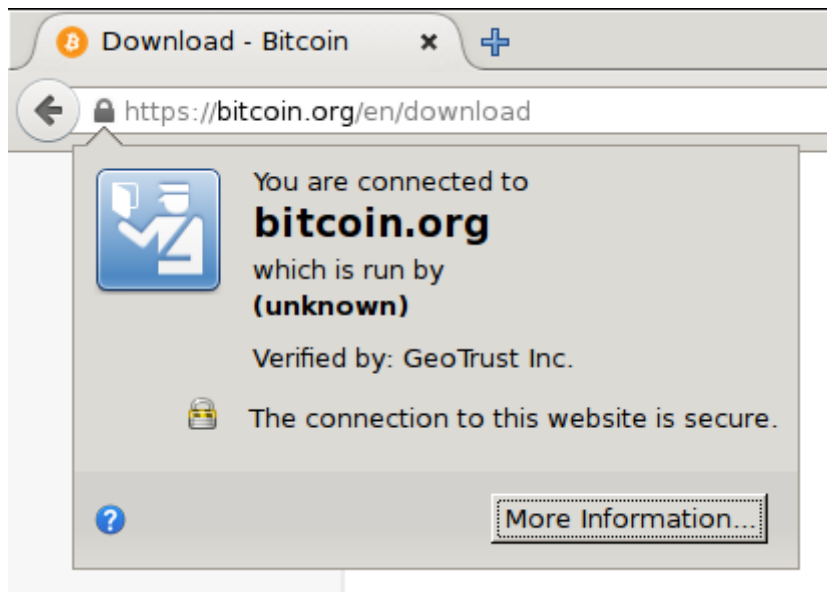 Download - Bitcoin
https://bitcoin.org/en/download
You are connected to
bitcoin.org
which is run by
(unknown)
Verified by: GeoTrust Inc.
The connection to this website is secure.
More Information...